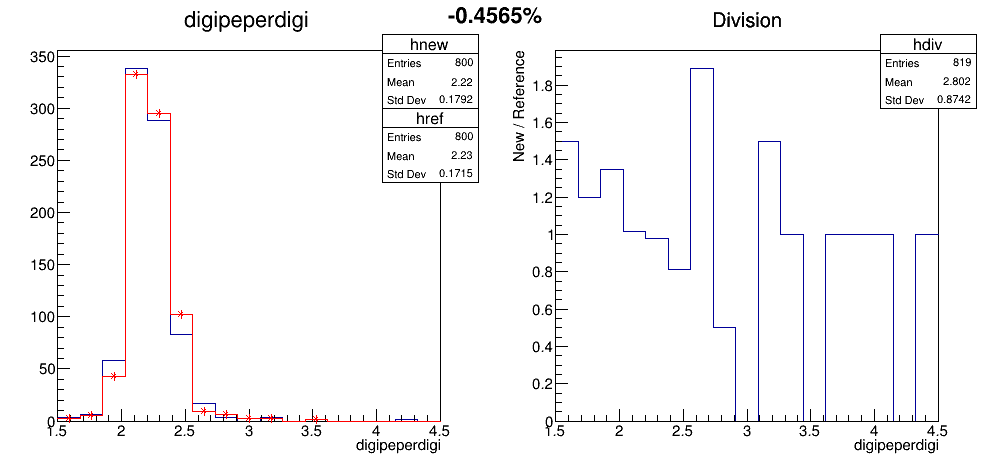 -0.4565%
digipeperdigi
hnew
Entries 800
Mean 2.22
Std Dev 0.1792
href
Entries 800
Mean 2.23
Std Dev 0.1715
350
300
250
200
150
100
50
0
1.5 2 2.5 3 3.5 4 4.5
digipeperdigi
Division
hdiv
Entries 819
Mean 2.802
Std Dev 0.8742
New / Reference
1.8
1.6
1.4
1.2
1
0.8
0.6
0.4
0.2
0
1.5 2 2.5 3 3.5 4 4.5
digipeperdigi